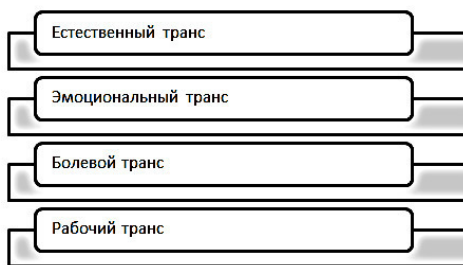 Естественный транс
Эмоциональный транс
Болевой транс
Рабочий транс